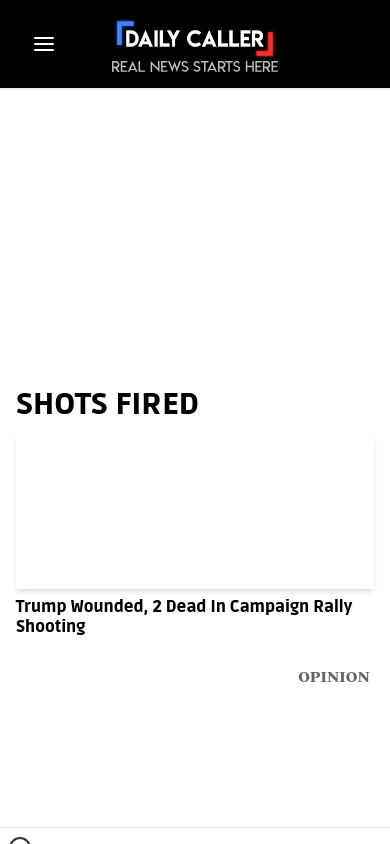 DAILY CALLER
REAL NEWS STARTS HERE
SHOTS FIRED
Trump Wounded, 2 Dead In Campaign Rally
Shooting
OPINION